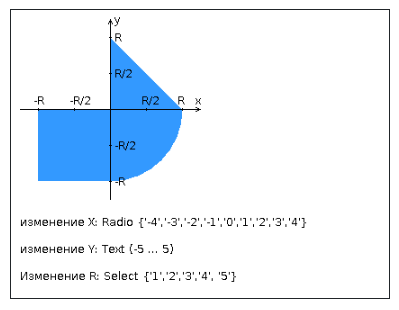 y
R
R/2
-R -R/2 R/2 R x
-R/2
-R
изменение X: Radio {'-4','-3','-2','-1','0','1','2','3','4'}
изменение Y: Text (-5 ... 5)
Изменение R: Select {'1','2','3','4', '5'}